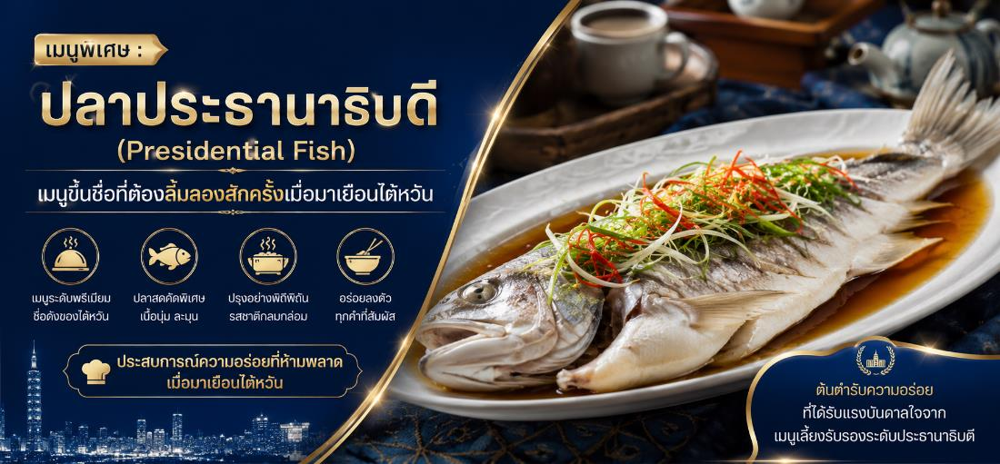 เมนูพิเศษ :
ปลาประธานาธิบดี
(Presidential Fish)
เมนูขึ้นชื่อที่ต้องลิ้มลองสักครั้งเมื่อมาเยือนไต้หวัน
เมนูระดับพรีเมียม
ชื่อดังของไต้หวัน
ปลาสดคัดพิเศษ
เนื้อนุ่ม ละมุน
ปรุงอย่างพิถีพิถัน
รสชาติกลมกล่อม
อร่อยลงตัว
ทุกคำที่สัมผัส
ประสบการณ์ความอร่อยที่ห้ามพลาด
เมื่อมาเยือนไต้หวัน
ต้นตำรับความอร่อย
ที่ได้รับแรงบันดาลใจจาก
เมนูเลี้ยงรับรองระดับประธานาธิบดี